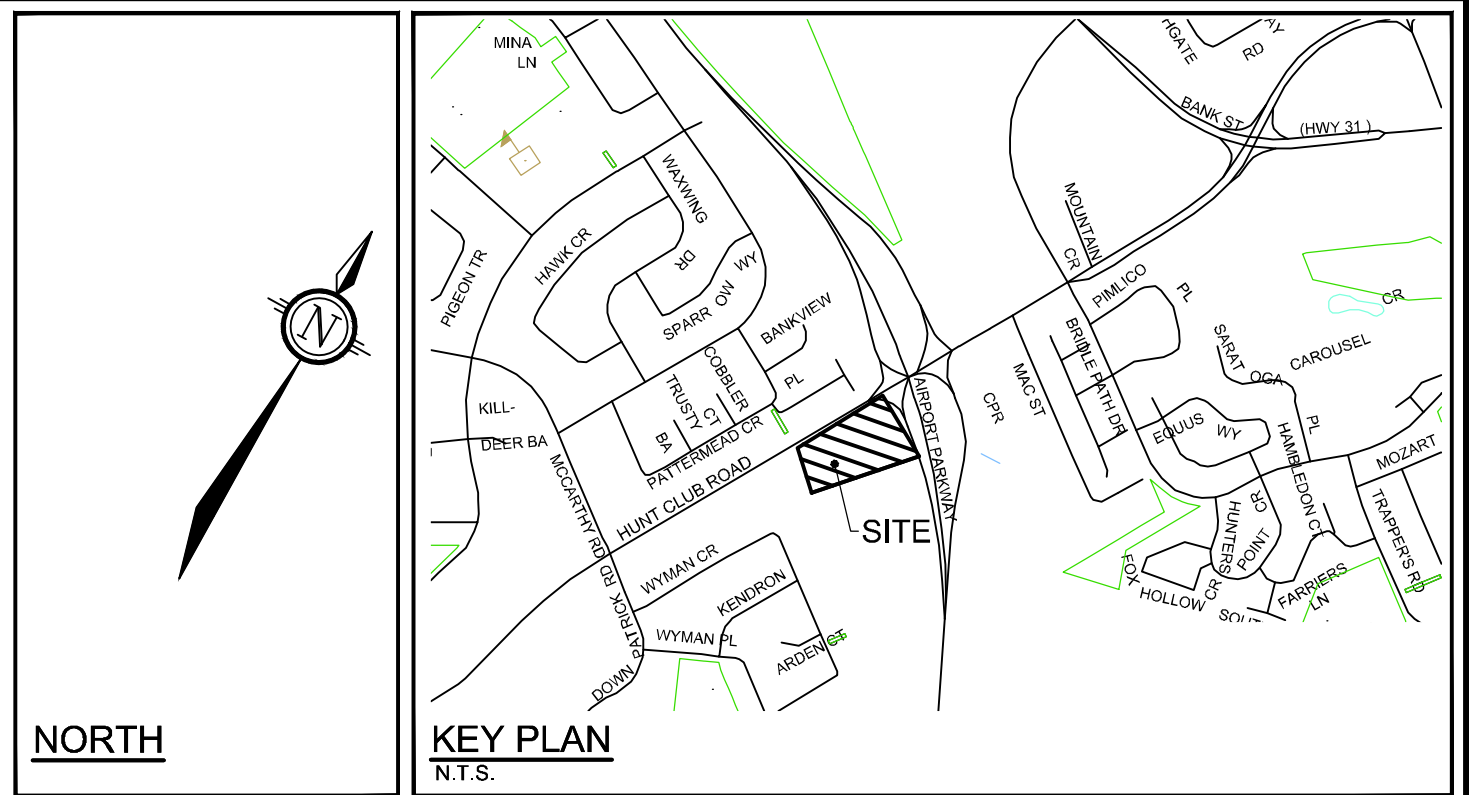 N
NORTH
MINA
LN
HGATE
AY
RD
BANK ST
(HWY 31 )
WAXWING
DR
HAWK CR
PIGEON TR
SPARR OW WY
BANKVIEW
PL
COBBLER
CT
TRUSTY
BA
PATTERMEAD CR
KILL-
DEER BA
MCCARTHY RD
HUNT CLUB ROAD
SITE
AIRPORT PARKWAY
CPR
MAC ST
MOUNTAIN
CR
PIMLICO
PL
BRIDLE PATH DR
SARAT OGA
PL
CAROUSEL
CR
EQUUS WY
HAMBLEDON CT
MOZART
TRAPPER'S RD
HUNTERS
POINT
CR
FOX
HOLLOW
CR
SOUT
FARRIERS
LN
WYMAN CR
KENDRON
WYMAN PL
ARDEN CT
DOWN PATRICK RD
KEY PLAN
N.T.S.